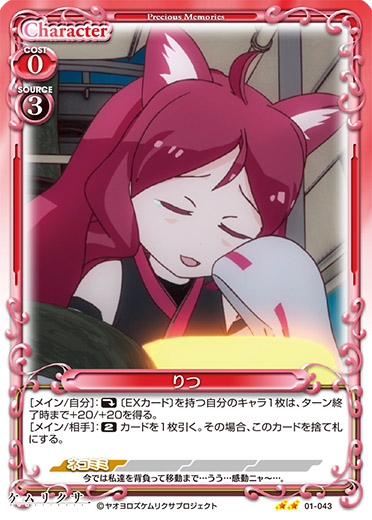 Precious Memories
Character
COST
0
SOURCE
3
りつ
[メイン/自分]: [EXカード]を持つ自分のキャラ1枚は、ターン終
了時まで+20/+20を得る。
[メイン/相手]: 2 カードを1枚引く。その場合、このカードを捨て札
にする。
ネコミミ
今では私達を背負って移動まで…うう…感動ニャ〜…。
ケムリクサ
©ヤオヨロズケムリクサプロジェクト
01-043